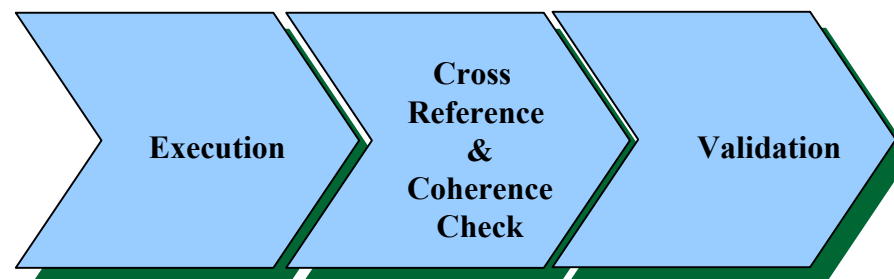 Execution
Cross
Reference
&
Coherence
Check
Validation